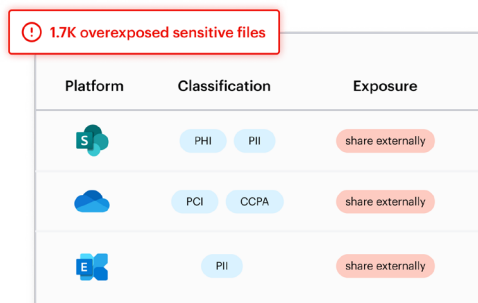 1.7K overexposed sensitive files
Platform Classification Exposure
S PHI PII share externally
PCI CCPA share externally
E PII share externally